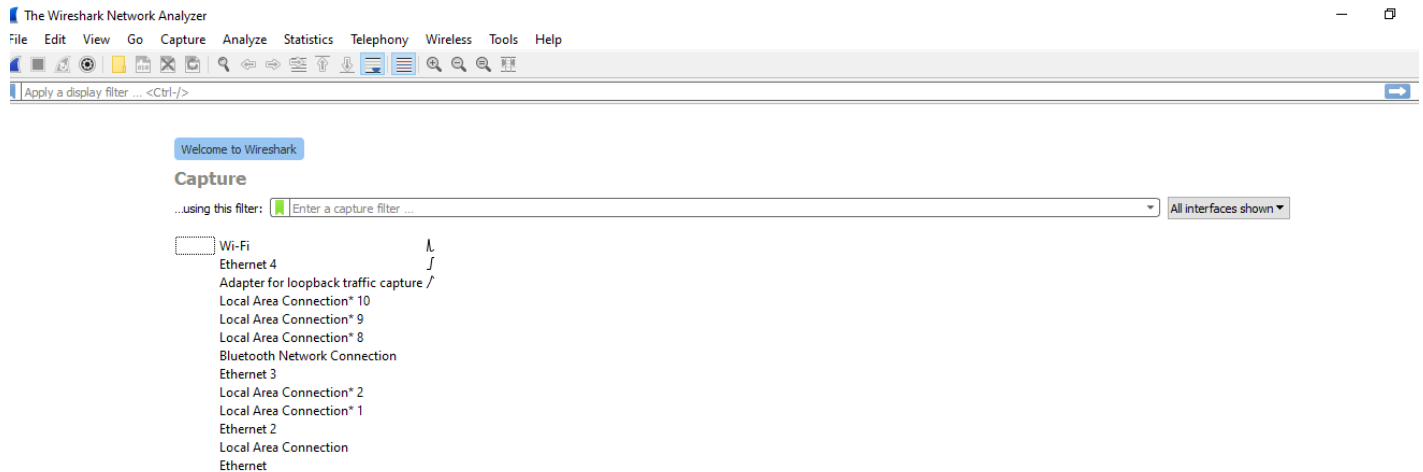 The Wireshark Network Analyzer
File Edit View Go Capture Analyze Statistics Telephony Wireless Tools Help
Apply a display filter ... <Ctrl-/>
Welcome to Wireshark
Capture
...using this filter: Enter a capture filter ... All interfaces shown
Wi-Fi
Ethernet 4
Adapter for loopback traffic capture
Local Area Connection* 10
Local Area Connection* 9
Local Area Connection* 8
Bluetooth Network Connection
Ethernet 3
Local Area Connection* 2
Local Area Connection* 1
Ethernet 2
Local Area Connection
Ethernet